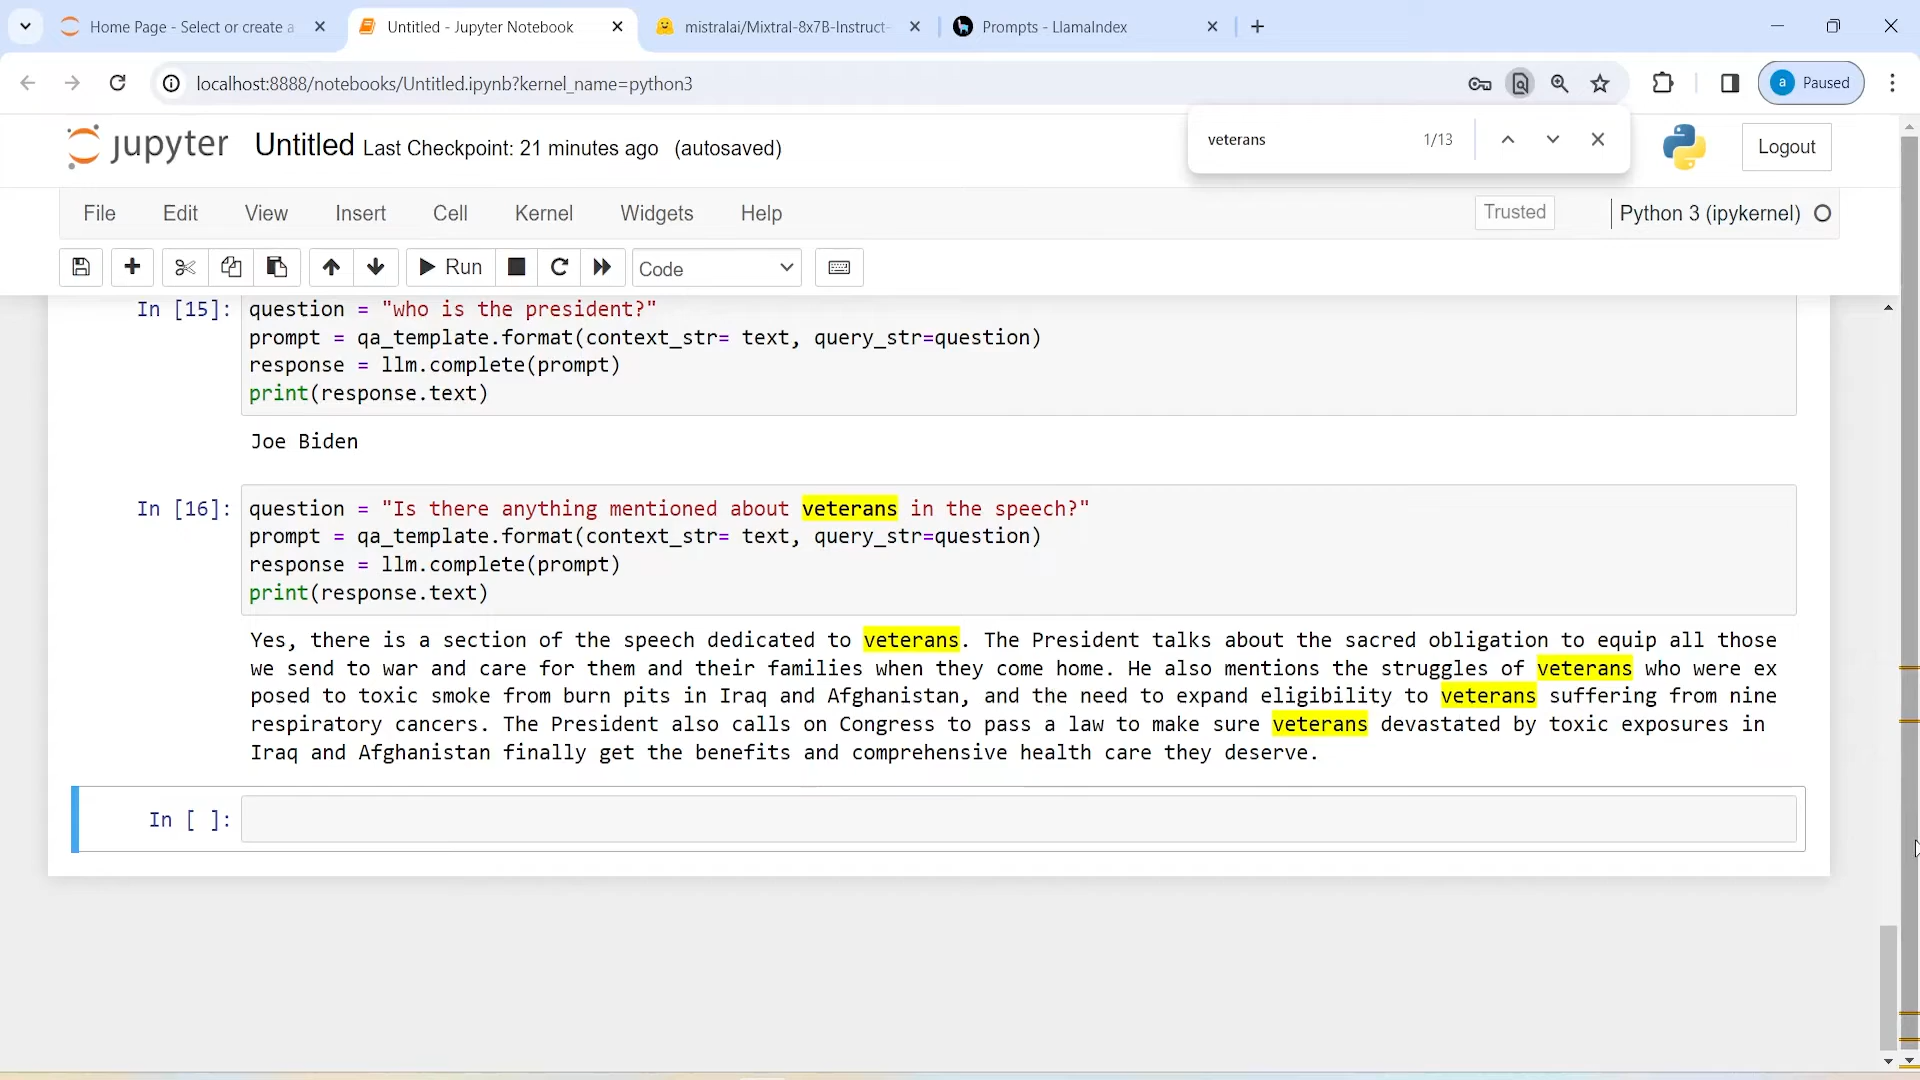 Home Page - Select or create a
Untitled - Jupyter Notebook
mistralai/Mixtral-8x7B-Instruct-
Prompts - LlamaIndex
localhost:8888/notebooks/Untitled.ipynb?kernel_name=python3
a Paused
veterans 1/13
jupyter Untitled Last Checkpoint: 21 minutes ago (autosaved)
Logout
File Edit View Insert Cell Kernel Widgets Help
Trusted
Python 3 (ipykernel)
Run
Code
In [15]: question = "who is the president?"
prompt = qa_template.format(context_str= text, query_str=question)
response = llm.complete(prompt)
print(response.text)
Joe Biden
In [16]: question = "Is there anything mentioned about veterans in the speech?"
prompt = qa_template.format(context_str= text, query_str=question)
response = llm.complete(prompt)
print(response.text)
Yes, there is a section of the speech dedicated to veterans. The President talks about the sacred obligation to equip all those
we send to war and care for them and their families when they come home. He also mentions the struggles of veterans who were ex
posed to toxic smoke from burn pits in Iraq and Afghanistan, and the need to expand eligibility to veterans suffering from nine
respiratory cancers. The President also calls on Congress to pass a law to make sure veterans devastated by toxic exposures in
Iraq and Afghanistan finally get the benefits and comprehensive health care they deserve.
In [ ]: